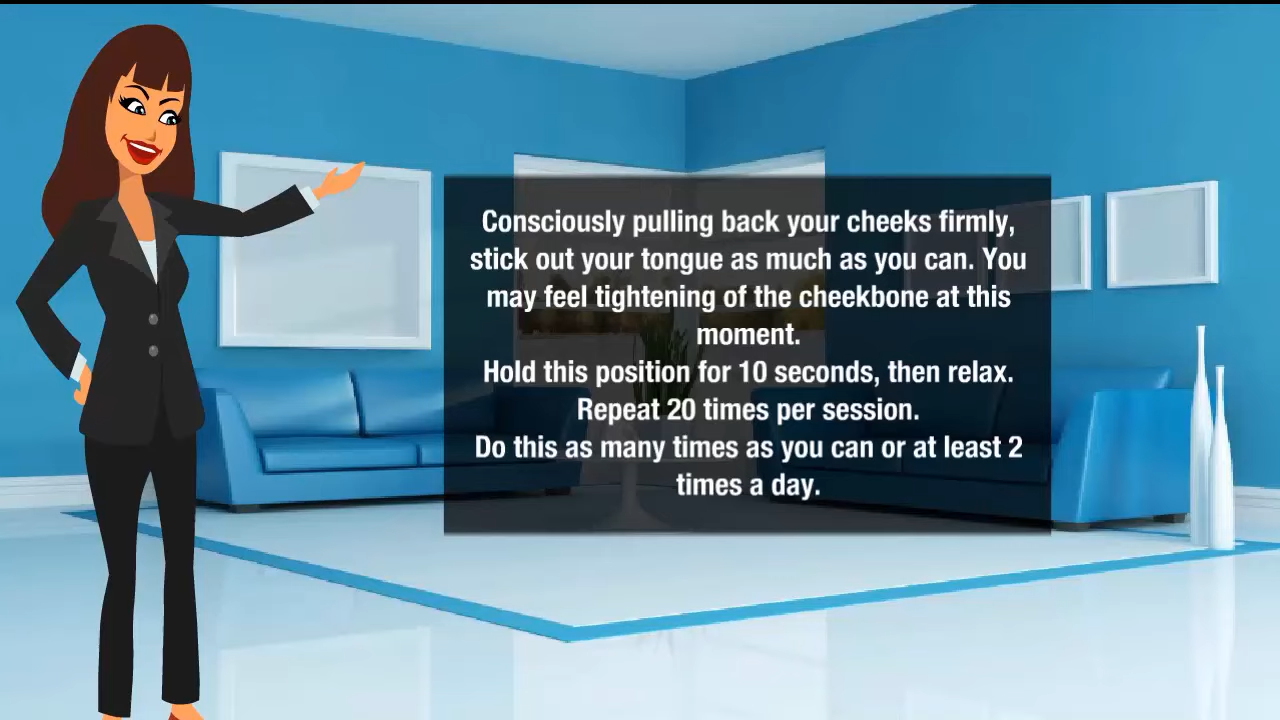 Consciously pulling back your cheeks firmly,
stick out your tongue as much as you can. You
may feel tightening of the cheekbone at this
moment.
Hold this position for 10 seconds, then relax.
Repeat 20 times per session.
Do this as many times as you can or at least 2
times a day.